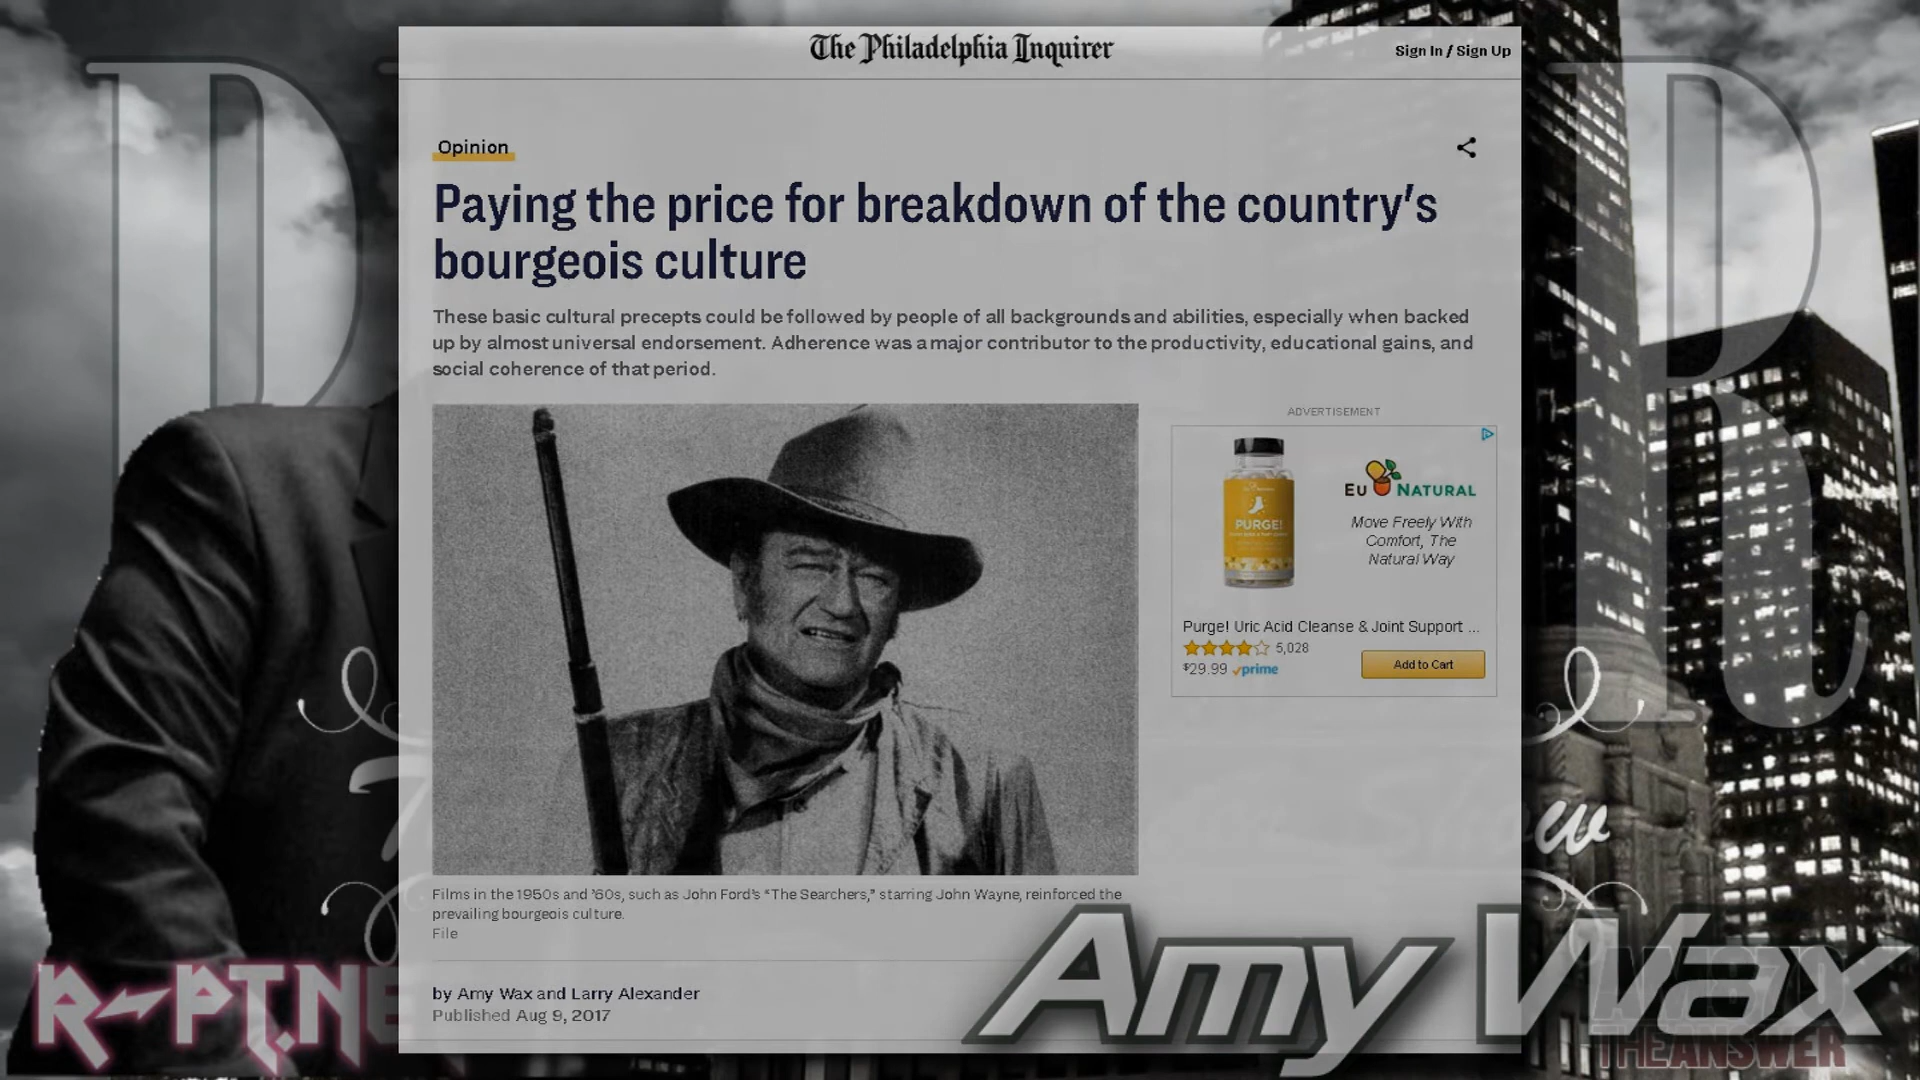 The Philadelphia Inquirer
Sign In / Sign Up
Opinion
Paying the price for breakdown of the country's
bourgeois culture
These basic cultural precepts could be followed by people of all backgrounds and abilities, especially when backed
up by almost universal endorsement. Adherence was a major contributor to the productivity, educational gains, and
social coherence of that period.
ADVERTISEMENT
PURGE!
EU NATURAL
Move Freely With
Comfort, The
Natural Way
Purge! Uric Acid Cleanse & Joint Support ...
5,028
$29.99 prime
Add to Cart
Films in the 1950s and '60s, such as John Ford's "The Searchers," starring John Wayne, reinforced the
prevailing bourgeois culture.
File
by Amy Wax and Larry Alexander
Published Aug 9, 2017
Amy Wax
THEANSWER